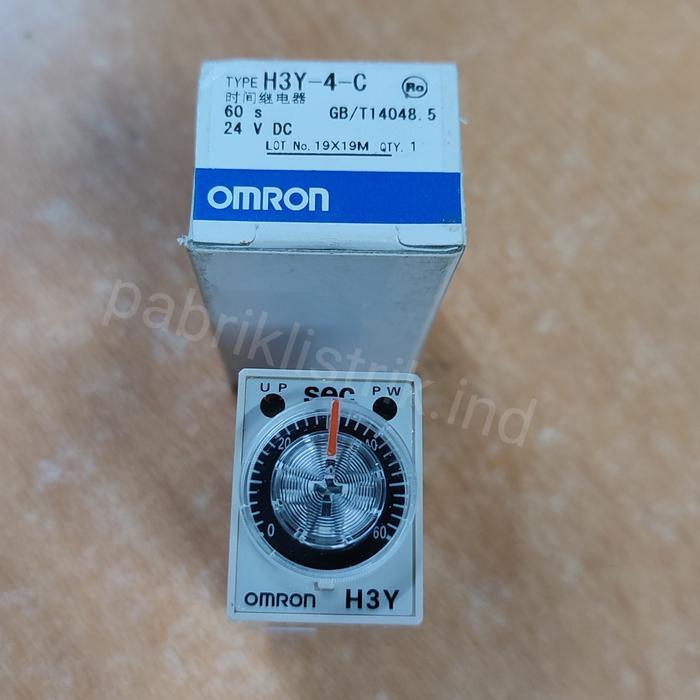 TYPE H3Y-4-C Ro
时间继电器
60 s GB/T14048.5
24 V DC
LOT No. 19X19M QTY. 1
OMRON
pabriklistrik.ind
UP sec PW
20 40
0 60
OMRON H3Y